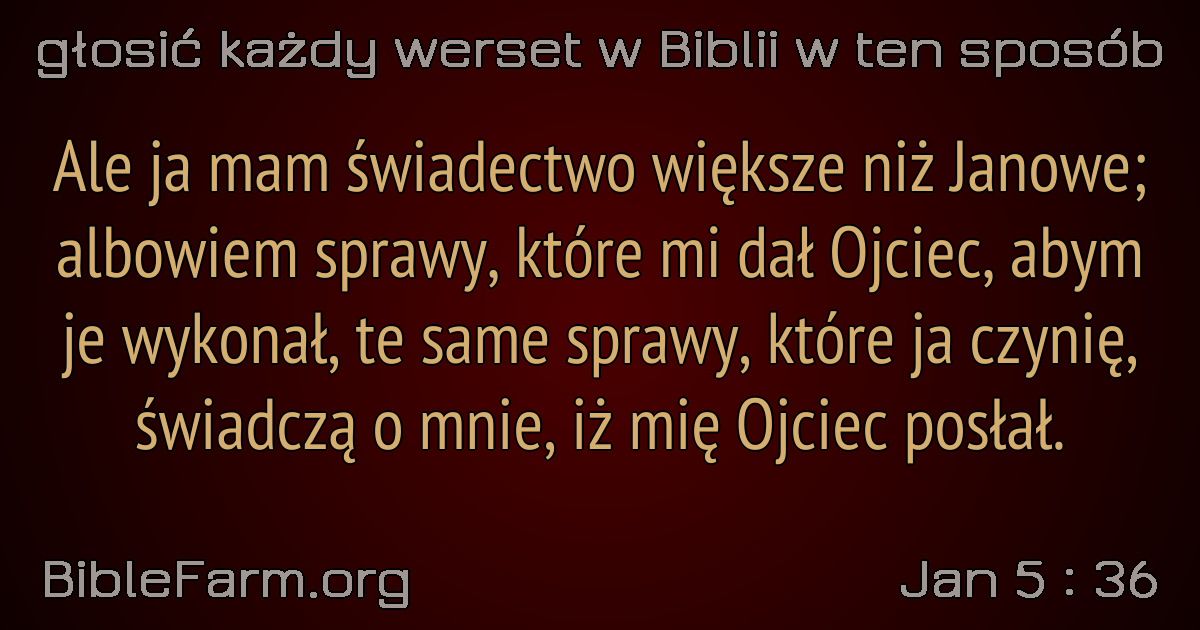 głosić każdy werset w Biblii w ten sposób
Ale ja mam świadectwo większe niż Janowe;
albowiem sprawy, które mi dał Ojciec, abym
je wykonał, te same sprawy, które ja czynię,
świadczą o mnie, iż mię Ojciec posłał.
BibleFarm.org
Jan 5 : 36